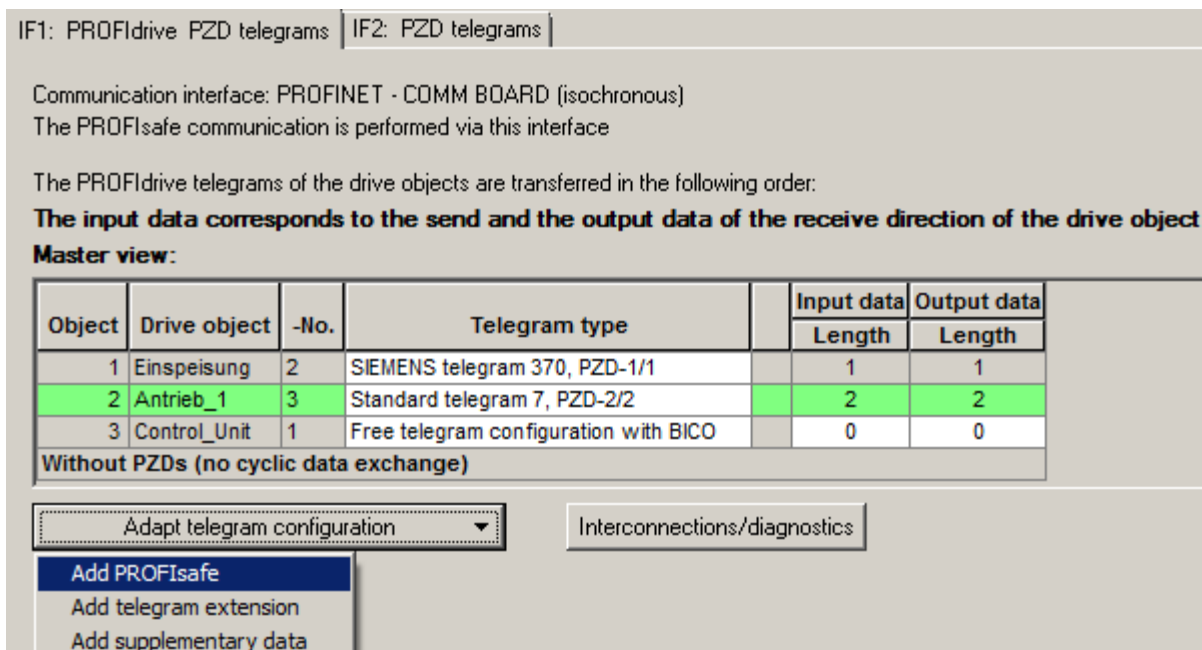 IF1: PROFIdrive PZD telegrams IF2: PZD telegrams
Communication interface: PROFINET - COMM BOARD (isochronous)
The PROFIsafe communication is performed via this interface
The PROFIdrive telegrams of the drive objects are transferred in the following order:
The input data corresponds to the send and the output data of the receive direction of the drive object
Master view:
Object Drive object -No. Telegram type Input data Output data
Length Length
1 Einspeisung 2 SIEMENS telegram 370, PZD-1/1 1 1
2 Antrieb_1 3 Standard telegram 7, PZD-2/2 2 2
3 Control_Unit 1 Free telegram configuration with BICO 0 0
Without PZDs (no cyclic data exchange)
Adapt telegram configuration Interconnections/diagnostics
Add PROFIsafe
Add telegram extension
Add supplementary data